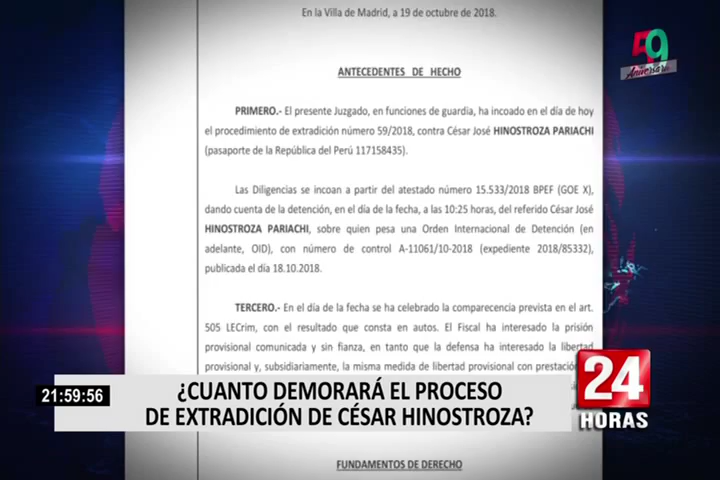 En la Villa de Madrid, a 19 de octubre de 2018.
59
Aniversario
ANTECEDENTES DE HECHO
PRIMERO.- El presente Juzgado, en funciones de guardia, ha incoado en el día de hoy
el procedimiento de extradición número 59/2018, contra César José HINOSTROZA PARIACHI
(pasaporte de la República del Perú 117158435).
Las Diligencias se incoan a partir del atestado número 15.533/2018 BPEF (GOE X),
dando cuenta de la detención, en el día de la fecha, a las 10:25 horas, del referido César José
HINOSTROZA PARIACHI, sobre quien pesa una Orden Internacional de Detención (en
adelante, OID), con número de control A-11061/10-2018 (expediente 2018/85332),
publicada el día 18.10.2018.
TERCERO.- En el día de la fecha se ha celebrado la comparecencia prevista en el art.
505 LECrim, con el resultado que consta en autos. El Fiscal ha interesado la prisión
provisional comunicada y sin fianza, en tanto que la defensa ha interesado la libertad
provisional y, subsidiariamente, la misma medida de libertad provisional con prestación
21:59:56
¿CUANTO DEMORARÁ EL PROCESO
DE EXTRADICIÓN DE CÉSAR HINOSTROZA?
24
HORAS
FUNDAMENTOS DE DERECHO